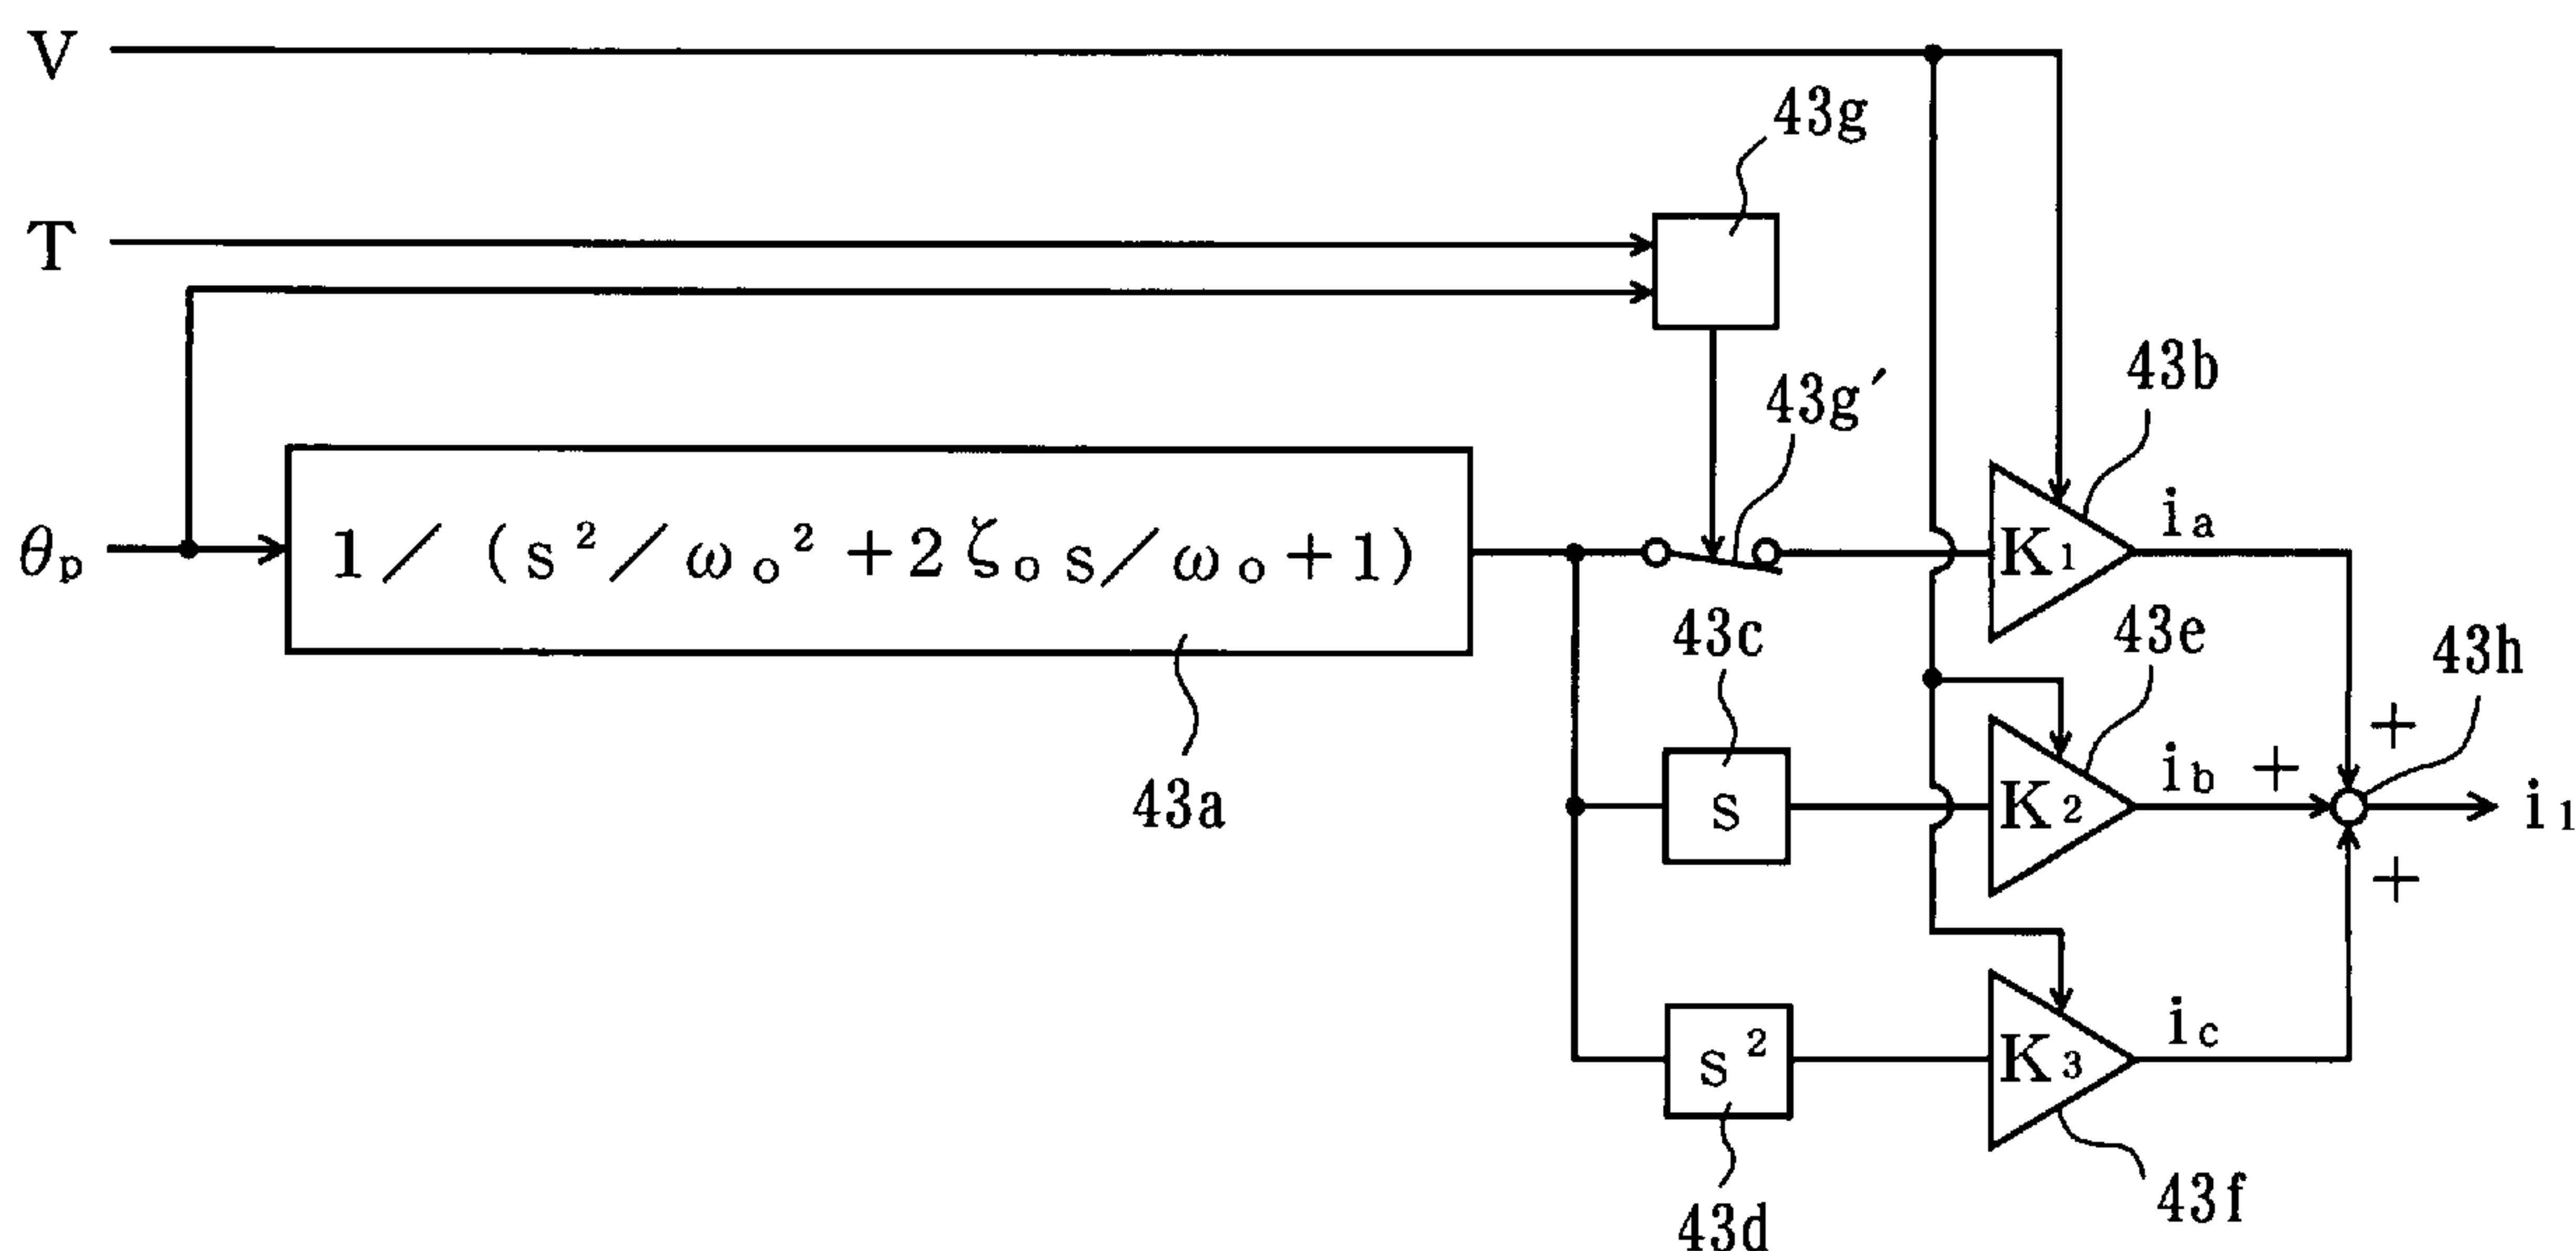 V
43g
T
43g′
43b
θp
1／(s²／ωo²+2ζo s／ωo+1)
K1
ia
43a
43c
43e
43h
+
s
K2
ib
+
i1
+
s²
K3
ic
43d
43f